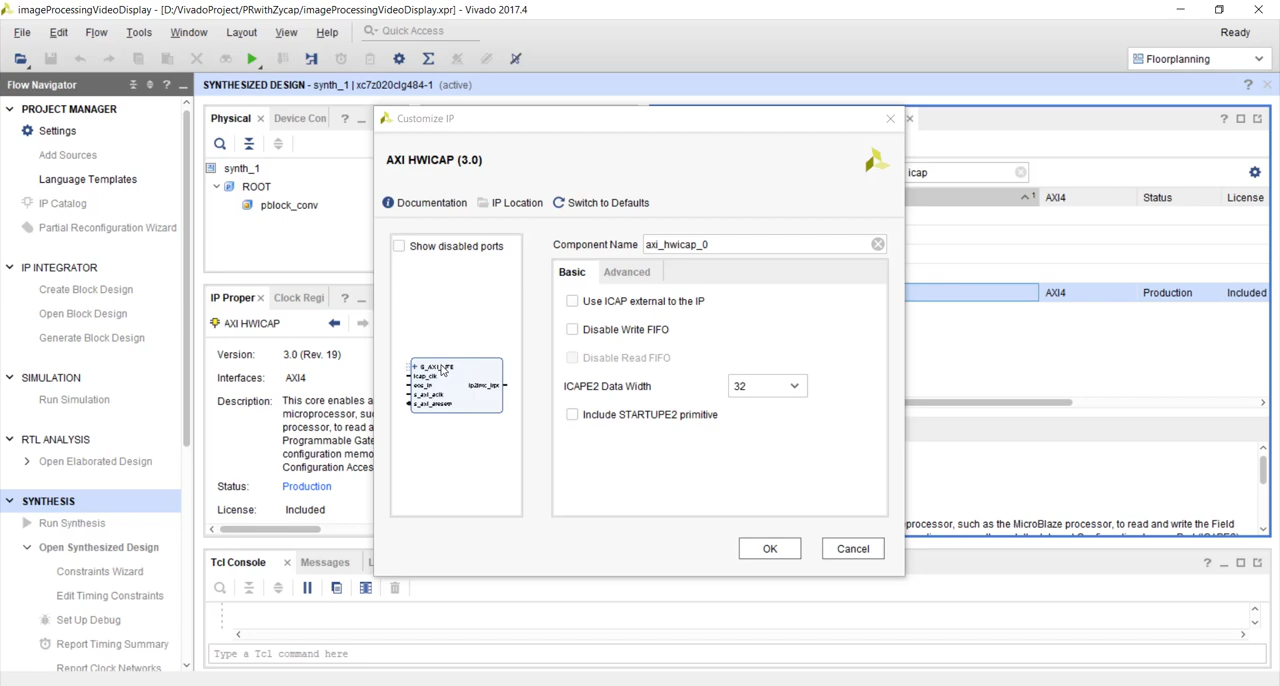 imageProcessingVideoDisplay - [D:/VivadoProject/PRwithZycap/imageProcessingVideoDisplay.xpr] - Vivado 2017.4
File Edit Flow Tools Window Layout View Help Quick Access
Ready
Floorplanning
Flow Navigator
SYNTHESIZED DESIGN - synth_1 | xc7z020clg484-1 (active)
PROJECT MANAGER
Settings
Add Sources
Language Templates
IP Catalog
Partial Reconfiguration Wizard
IP INTEGRATOR
Create Block Design
Open Block Design
Generate Block Design
SIMULATION
Run Simulation
RTL ANALYSIS
Open Elaborated Design
SYNTHESIS
Run Synthesis
Open Synthesized Design
Constraints Wizard
Edit Timing Constraints
Set Up Debug
Report Timing Summary
Report Clock Networks
Physical Device Con
synth_1
ROOT
pblock_conv
IP Proper Clock Regi
AXI HWICAP
Version: 3.0 (Rev. 19)
Interfaces: AXI4
Description: This core enables a
microprocessor, suc
processor, to read a
Programmable Gate
configuration memo
Configuration Acces
Status: Production
License: Included
Customize IP
AXI HWICAP (3.0)
Documentation IP Location Switch to Defaults
Show disabled ports
icap_clk
eos_in
s_axi_aclk
s_axi_aresetn
Component Name axi_hwicap_0
Basic Advanced
Use ICAP external to the IP
Disable Write FIFO
Disable Read FIFO
ICAPE2 Data Width 32
Include STARTUPE2 primitive
OK Cancel
icap
1 AXI4 Status License
AXI4 Production Included
processor, such as the MicroBlaze processor, to read and write the Field
Tcl Console Messages
Type a Tcl command here